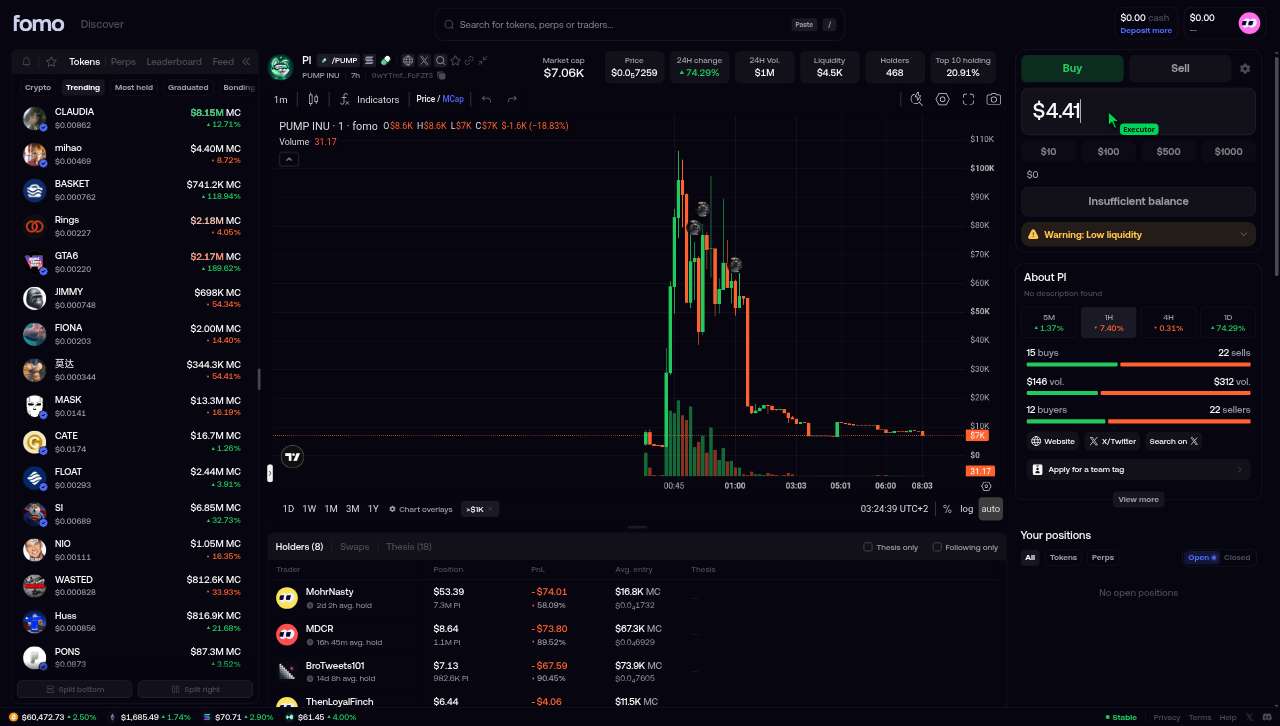 fomo
Discover
Search for tokens, perps or traders...
Paste
/
$0.00 cash
Deposit more
$0.00
Tokens Perps Leaderboard Feed
Crypto Trending Most held Graduated Bonding
CLAUDIA $8.15M MC
$0.00862 12.71%
mihao $4.40M MC
$0.00469 8.72%
BASKET $741.2K MC
$0.000762 118.94%
Rings $2.18M MC
$0.00227 4.05%
GTA6 $2.17M MC
$0.00220 189.62%
JIMMY $698K MC
$0.000748 54.34%
FIONA $2.00M MC
$0.00203 14.40%
莫达 $344.3K MC
$0.000344 54.41%
MASK $13.3M MC
$0.0141 16.19%
CATE $16.7M MC
$0.0174 1.26%
FLOAT $2.44M MC
$0.00293 3.91%
SI $6.85M MC
$0.00689 32.73%
NIO $1.05M MC
$0.00111 16.35%
WASTED $812.6K MC
$0.000828 33.93%
Huss $816.9K MC
$0.000856 21.68%
PONS $87.3M MC
$0.0873 3.52%
Split bottom Split right
PI /PUMP
PUMP INU 7h
Market cap
$7.06K
Price
$0.0₅7259
24H change
74.29%
24H Vol.
$1M
Liquidity
$4.5K
Holders
468
Top 10 holding
20.91%
1m Indicators Price / MCap
PUMP INU · 1 · fomo O$8.6K H$8.6K L$7K C$7K $-1.6K (−18.83%)
Volume 31.17
$110K
$100K
$90K
$80K
$70K
$60K
$50K
$40K
$30K
$20K
$10K
$7K
$0
31.17
00:45 01:00 03:03 05:01 06:00 08:03
1D 1W 1M 3M 1Y Chart overlays >$1K
03:24:39 UTC+2 % log auto
Holders (8) Swaps Thesis (18)
Thesis only Following only
Trader Position PnL Avg. entry Thesis
MohrNasty $53.39 -$74.01 $16.8K MC
2d 2h avg. hold 7.3M PI 58.09% $0.0₄1732
MDCR $8.64 -$73.80 $67.3K MC
16h 45m avg. hold 1.1M PI 89.52% $0.0₄6929
BroTweets101 $7.13 -$67.59 $73.9K MC
14d 8h avg. hold 982.6K PI 90.45% $0.0₄7605
ThenLoyalFinch $6.44 -$4.06 $11.5K MC
Buy Sell
$4.41
Executor
$10 $100 $500 $1000
$0
Insufficient balance
Warning: Low liquidity
About PI
No description found
5M 1H 4H 1D
1.37% 7.40% 0.31% 74.29%
15 buys 22 sells
$146 vol. $312 vol.
12 buyers 22 sellers
Website X/Twitter Search on X
Apply for a team tag
View more
Your positions
All Tokens Perps Open Closed
No open positions
$60,472.73 2.50% $1,685.49 1.74% $70.71 2.90% $61.45 4.00%
Stable Privacy Terms Help